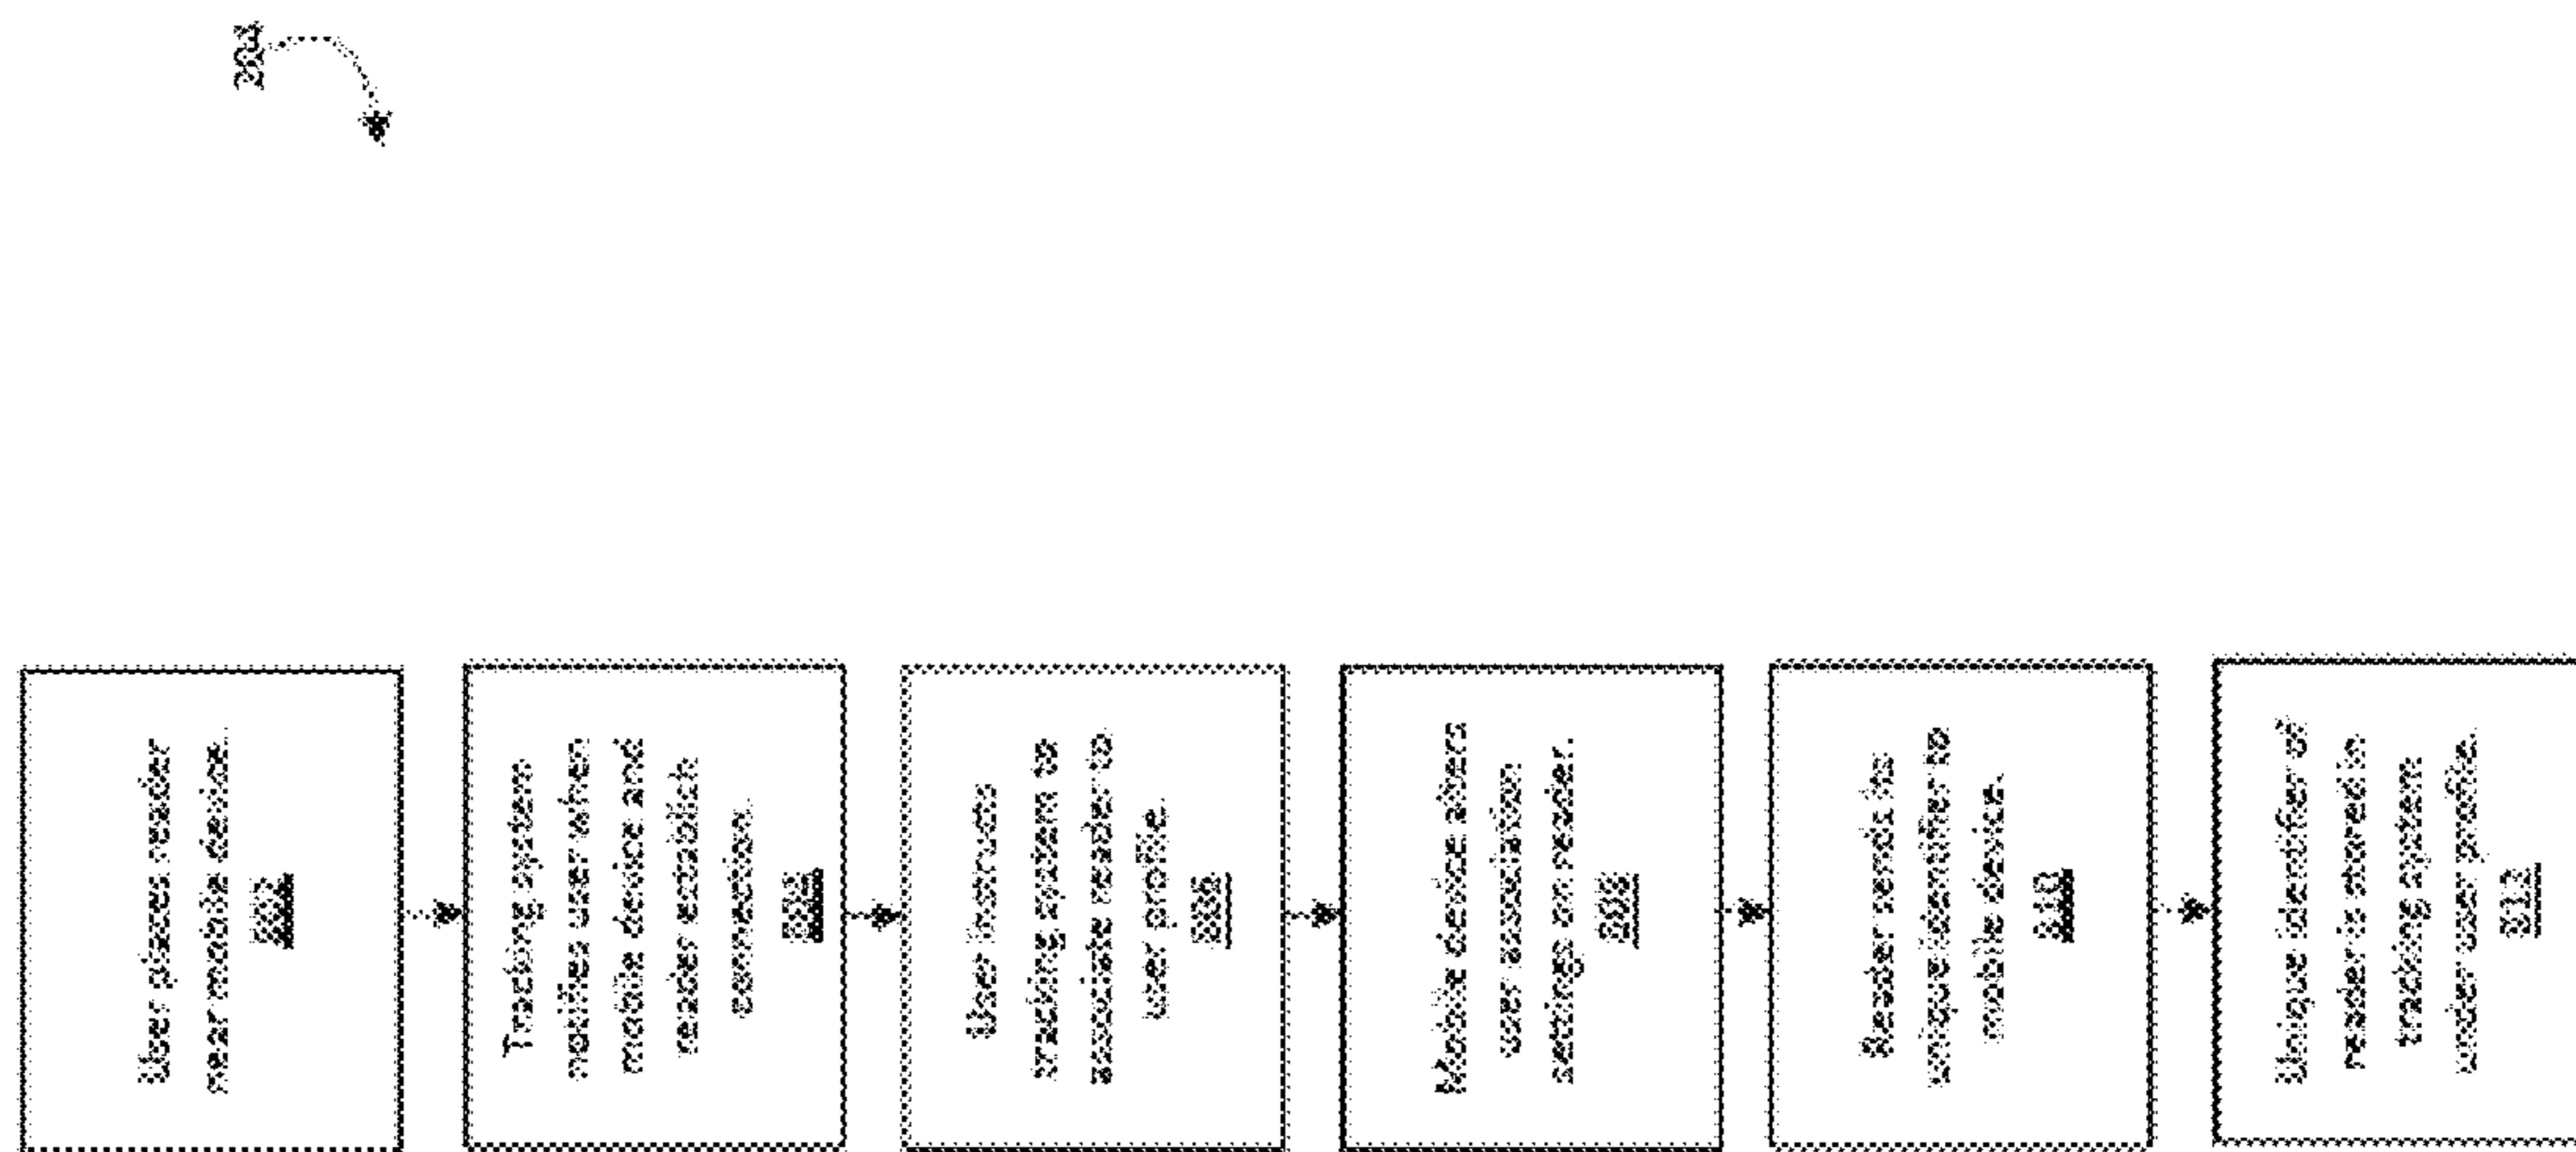 User places reader
near mobile device.
Tracking system
notifies user when
mobile device and
reader establish
connection.
User instructs
tracking system to
associate reader to
user profile.
Mobile device alters
user association
settings on reader.
Reader sends its
unique identifier to
mobile device.
310
Unique identifier of
reader is stored in
tracking system
under user profile.
312